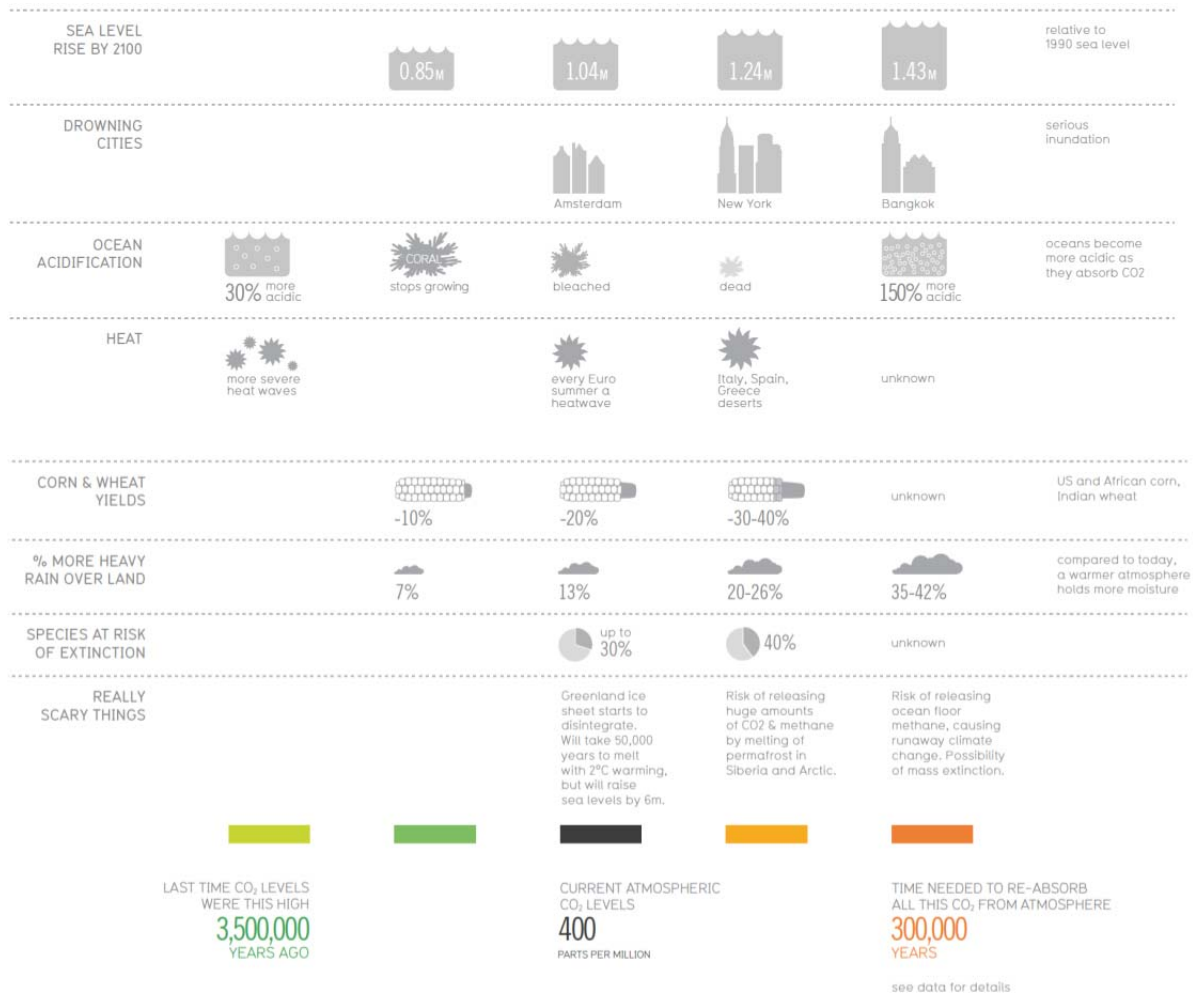 SEA LEVEL
RISE BY 2100
0.85M
1.04M
1.24M
1.43M
relative to
1990 sea level
DROWNING
CITIES
Amsterdam
New York
Bangkok
serious
inundation
OCEAN
ACIDIFICATION
30% more
acidic
CORAL
stops growing
bleached
dead
150% more
acidic
oceans become
more acidic as
they absorb CO2
HEAT
more severe
heat waves
every Euro
summer a
heatwave
Italy, Spain,
Greece
deserts
unknown
CORN & WHEAT
YIELDS
-10%
-20%
-30-40%
unknown
US and African corn,
Indian wheat
% MORE HEAVY
RAIN OVER LAND
7%
13%
20-26%
35-42%
compared to today,
a warmer atmosphere
holds more moisture
SPECIES AT RISK
OF EXTINCTION
up to
30%
40%
unknown
REALLY
SCARY THINGS
Greenland ice
sheet starts to
disintegrate.
Will take 50,000
years to melt
with 2°C warming,
but will raise
sea levels by 6m.
Risk of releasing
huge amounts
of CO2 & methane
by melting of
permafrost in
Siberia and Arctic.
Risk of releasing
ocean floor
methane, causing
runaway climate
change. Possibility
of mass extinction.
LAST TIME CO₂ LEVELS
WERE THIS HIGH
3,500,000
YEARS AGO
CURRENT ATMOSPHERIC
CO₂ LEVELS
400
PARTS PER MILLION
TIME NEEDED TO RE-ABSORB
ALL THIS CO₂ FROM ATMOSPHERE
300,000
YEARS
see data for details